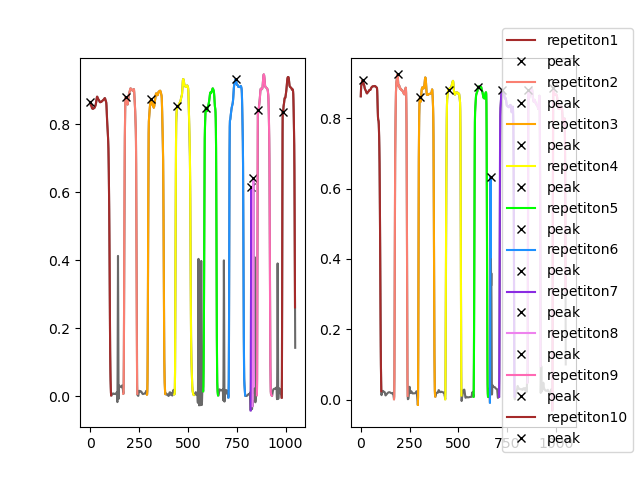 0.8
0.6
0.4
0.2
0.0
0
250
500
750
1000
0.8
0.6
0.4
0.2
0.0
0
250
500
750
1000
repetiton1
peak
repetiton2
peak
repetiton3
peak
repetiton4
peak
repetiton5
peak
repetiton6
peak
repetiton7
peak
repetiton8
peak
repetiton9
peak
repetiton10
peak